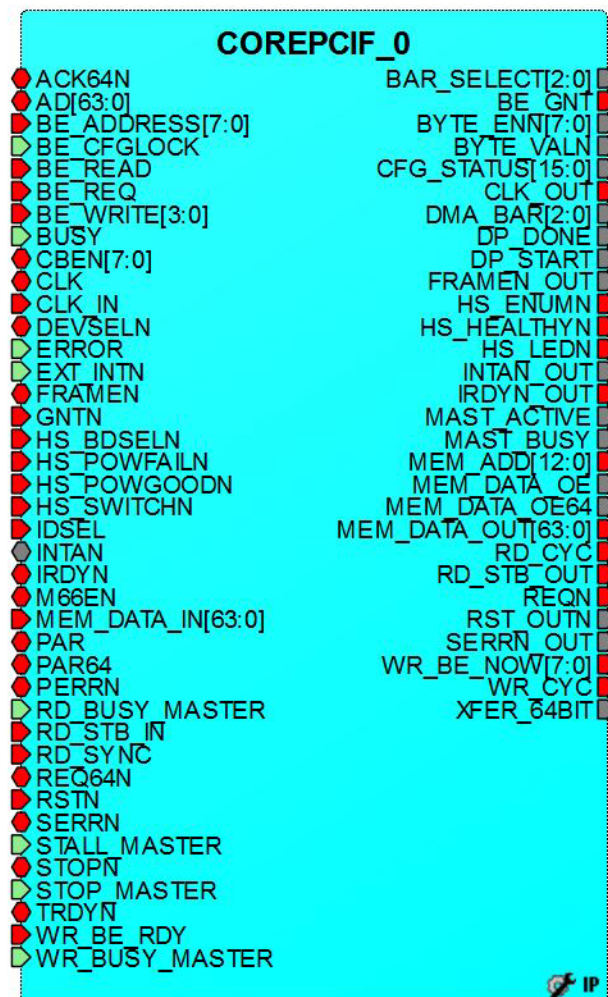 COREPCIF_0
ACK64N
AD[63:0]
BE_ADDRESS[7:0]
BE_CFGLOCK
BE_READ
BE_REQ
BE_WRITE[3:0]
BUSY
CBEN[7:0]
CLK
CLK_IN
DEVSELN
ERROR
EXT_INTN
FRAMEN
GNTN
HS_BDSELN
HS_POWFAILN
HS_POWGOODN
HS_SWITCHN
IDSEL
INTAN
IRDYN
M66EN
MEM_DATA_IN[63:0]
PAR
PAR64
PERRN
RD_BUSY_MASTER
RD_STB_IN
RD_SYNC
REQ64N
RSTN
SERRN
STALL_MASTER
STOPN
STOP_MASTER
TRDYN
WR_BE_RDY
WR_BUSY_MASTER
BAR_SELECT[2:0]
BE_GNT
BYTE_ENN[7:0]
BYTE_VALN
CFG_STATUS[15:0]
CLK_OUT
DMA_BAR[2:0]
DP_DONE
DP_START
FRAMEN_OUT
HS_ENUMN
HS_HEALTHYN
HS_LEDN
INTAN_OUT
IRDYN_OUT
MAST_ACTIVE
MAST_BUSY
MEM_ADD[12:0]
MEM_DATA_OE
MEM_DATA_OE64
MEM_DATA_OUT[63:0]
RD_CYC
RD_STB_OUT
REQN
RST_OUTN
SERRN_OUT
WR_BE_NOW[7:0]
WR_CYC
XFER_64BIT
IP